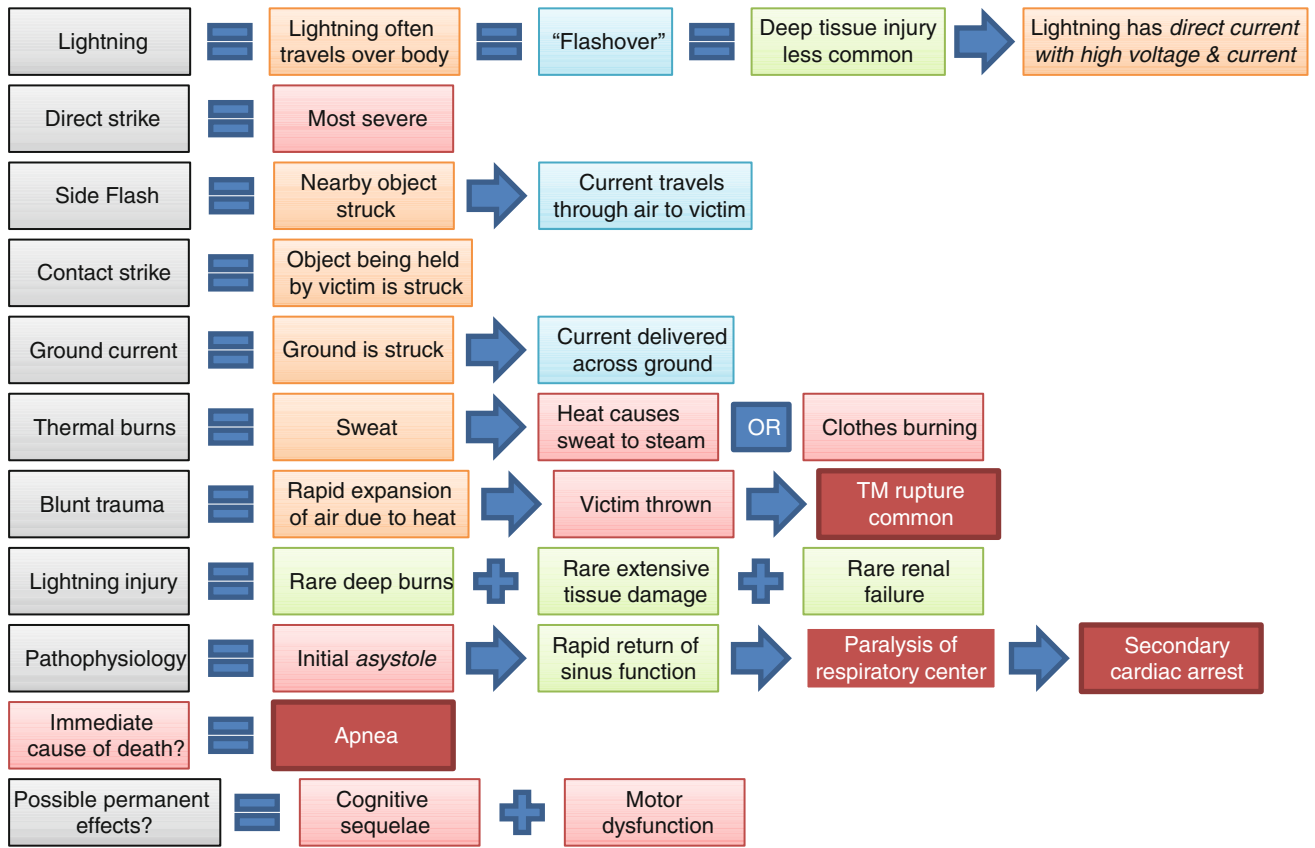 Lightning
Lightning often
travels over body
“Flashover”
Deep tissue injury
less common
Lightning has direct current
with high voltage & current
Direct strike
Most severe
Side Flash
Nearby object
struck
Current travels
through air to victim
Contact strike
Object being held
by victim is struck
Ground current
Ground is struck
Current delivered
across ground
Thermal burns
Sweat
Heat causes
sweat to steam
OR
Clothes burning
Blunt trauma
Rapid expansion
of air due to heat
Victim thrown
TM rupture
common
Lightning injury
Rare deep burns
Rare extensive
tissue damage
Rare renal
failure
Pathophysiology
Initial asystole
Rapid return of
sinus function
Paralysis of
respiratory center
Secondary
cardiac arrest
Immediate
cause of death?
Apnea
Possible permanent
effects?
Cognitive
sequelae
Motor
dysfunction